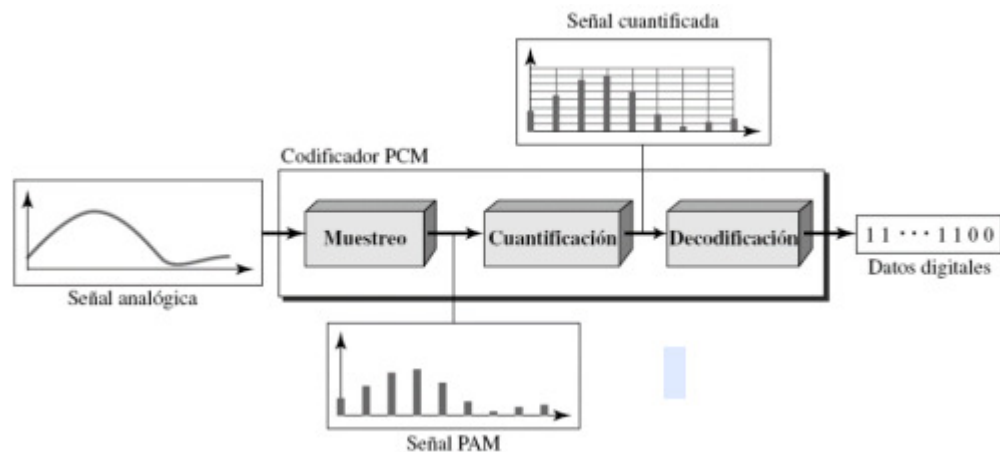 Señal cuantificada
Codificador PCM
Muestreo
Cuantificación
Decodificación
11 ··· 1100
Datos digitales
Señal analógica
Señal PAM